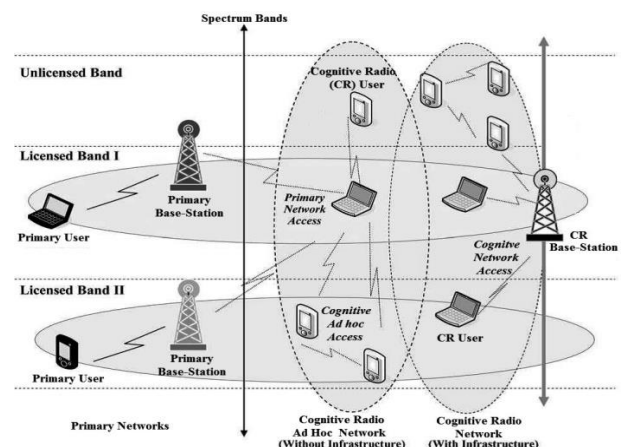 Spectrum Bands
Unlicensed Band
Cognitive Radio
(CR) User
Licensed Band I
Primary
Base-Station
Primary User
Primary
Network
Access
CR
Base-Station
Cognitive
Network
Access
Licensed Band II
Primary
Base-Station
Primary User
Cognitive
Ad hoc
Access
CR User
Primary Networks
Cognitive Radio
Ad Hoc Network
(Without Infrastructure)
Cognitive Radio
Network
(With Infrastructure)